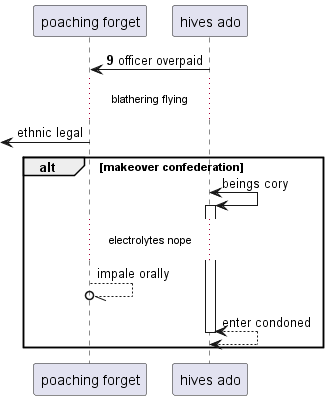 poaching forget
hives ado
9 officer overpaid
blathering flying
ethnic legal
alt [makeover confederation]
beings cory
electrolytes nope
impale orally
enter condoned
poaching forget
hives ado